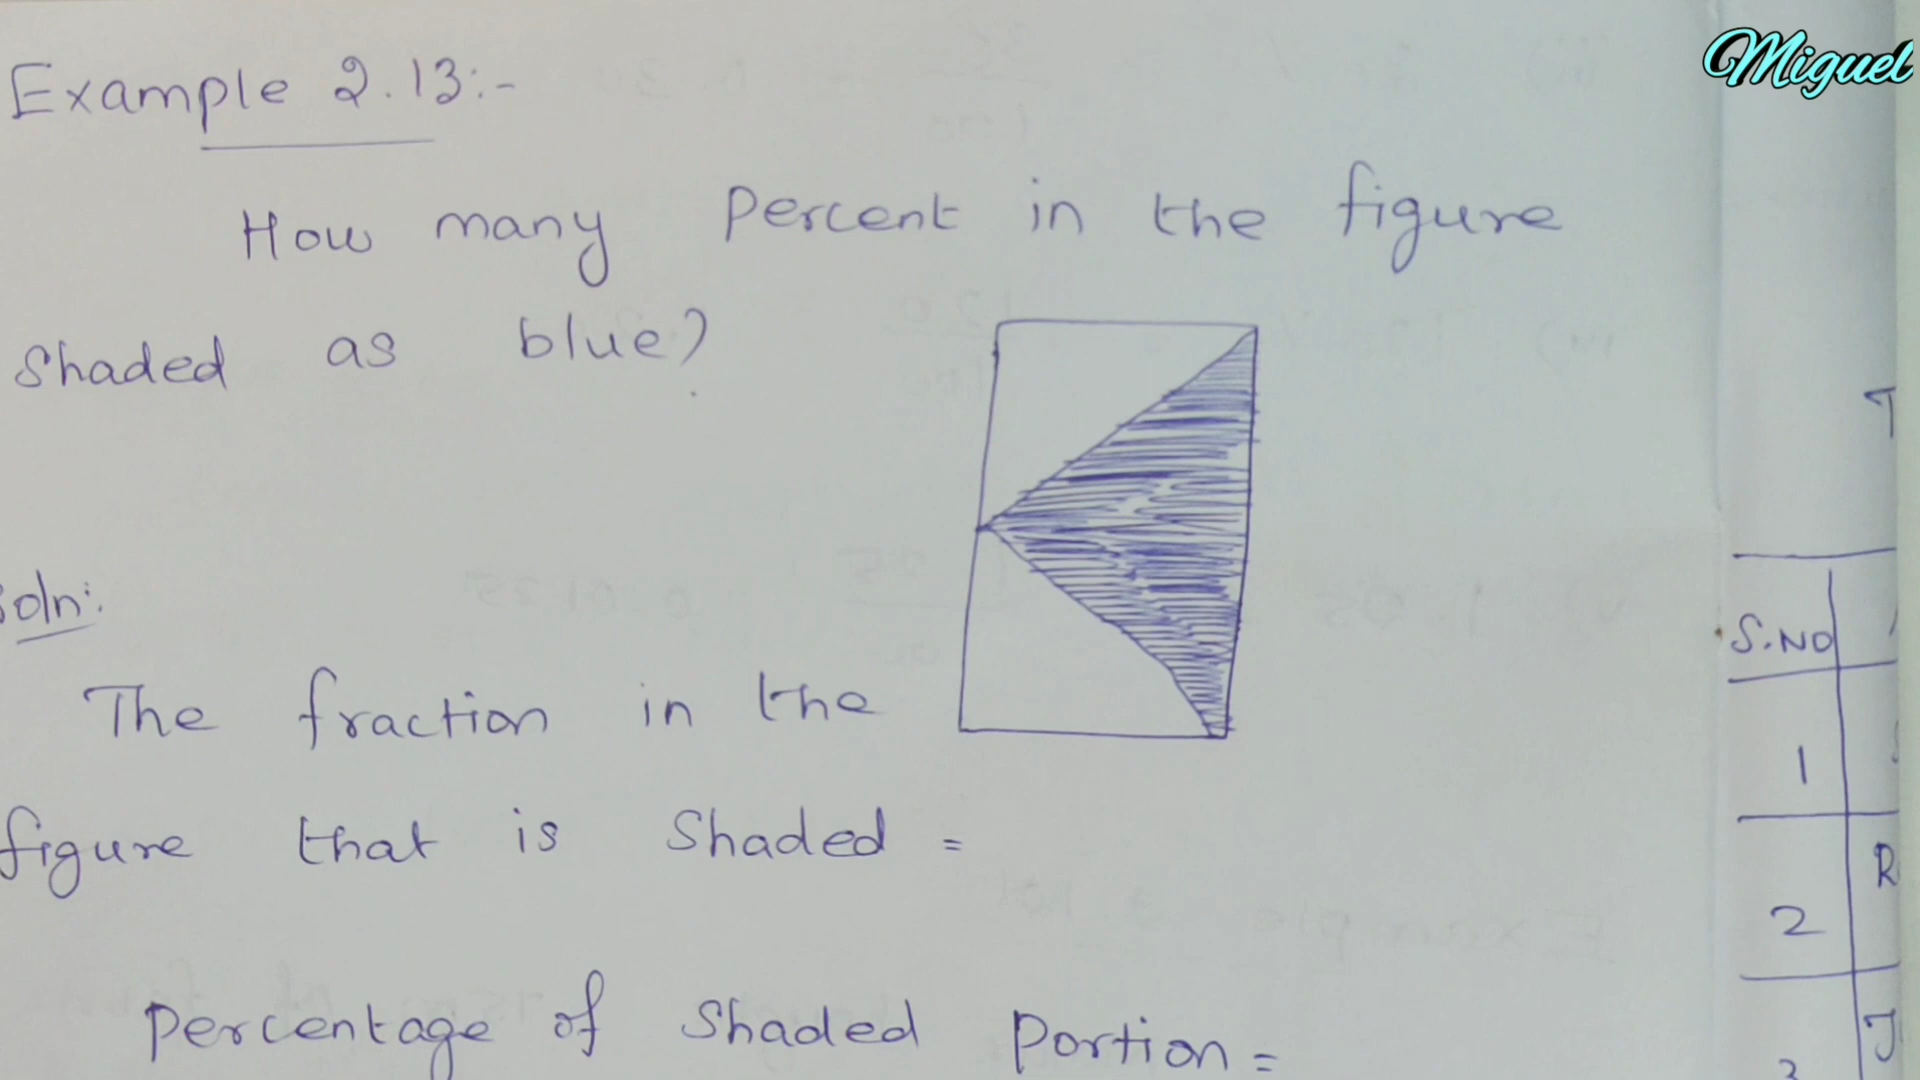 Miguel
Example 2.13:-
How many Percent in the figure
Shaded as blue?
Soln:
The fraction in the
figure that is Shaded =
Percentage of Shaded Portion =
S.NO
1
2 R
3 J